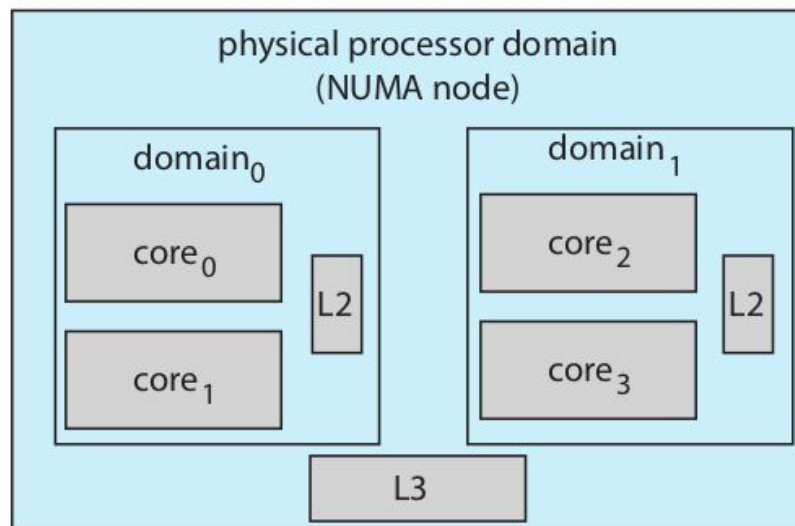 physical processor domain
(NUMA node)
domain₀
core₀
core₁
L2
domain₁
core₂
core₃
L2
L3